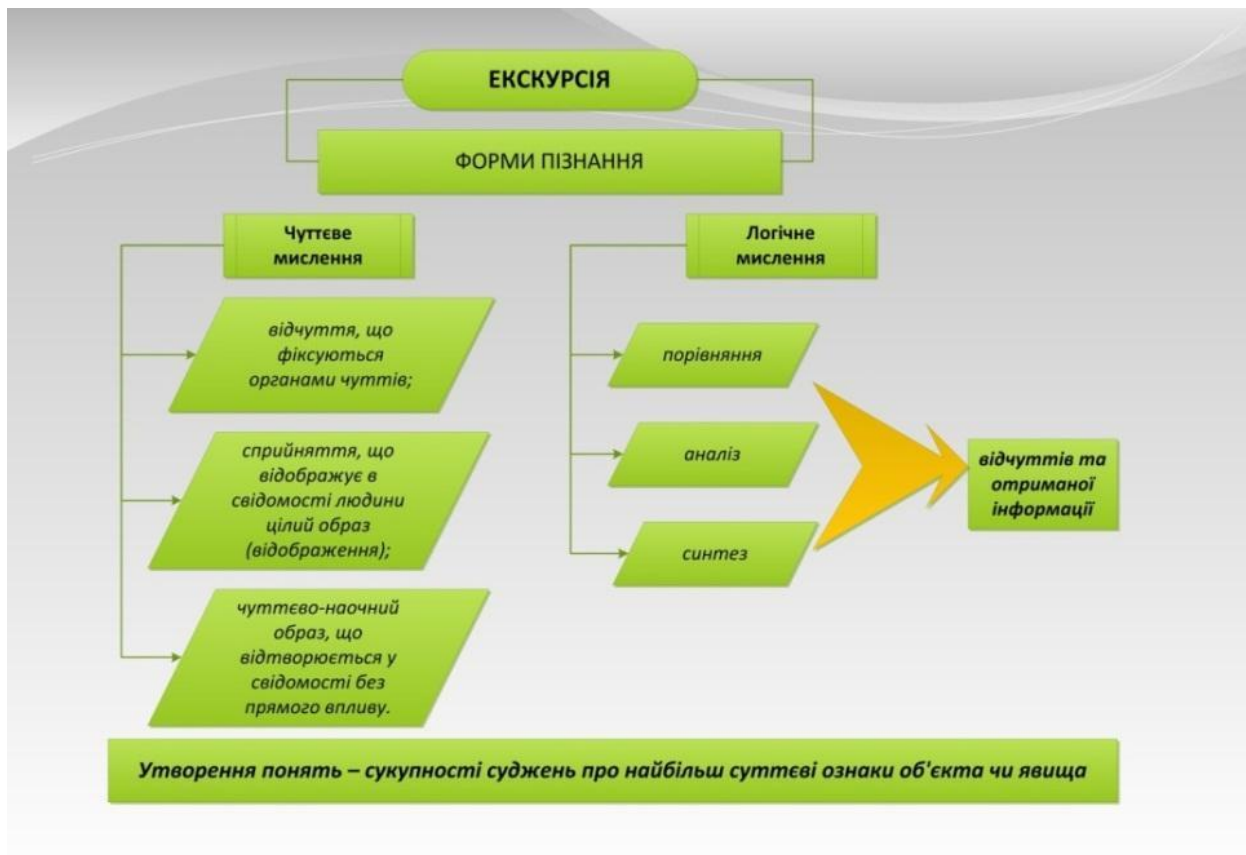 ЕКСКУРСІЯ
ФОРМИ ПІЗНАННЯ
Чуттєве
мислення
відчуття, що
фіксуються
органами чуттів;
сприйняття, що
відображує в
свідомості людини
цілий образ
(відображення);
чуттєво-наочний
образ, що
відтворюється у
свідомості без
прямого впливу.
Логічне
мислення
порівняння
аналіз
синтез
відчуттів та
отриманої
інформації
Утворення понять – сукупності суджень про найбільш суттєві ознаки об'єкта чи явища